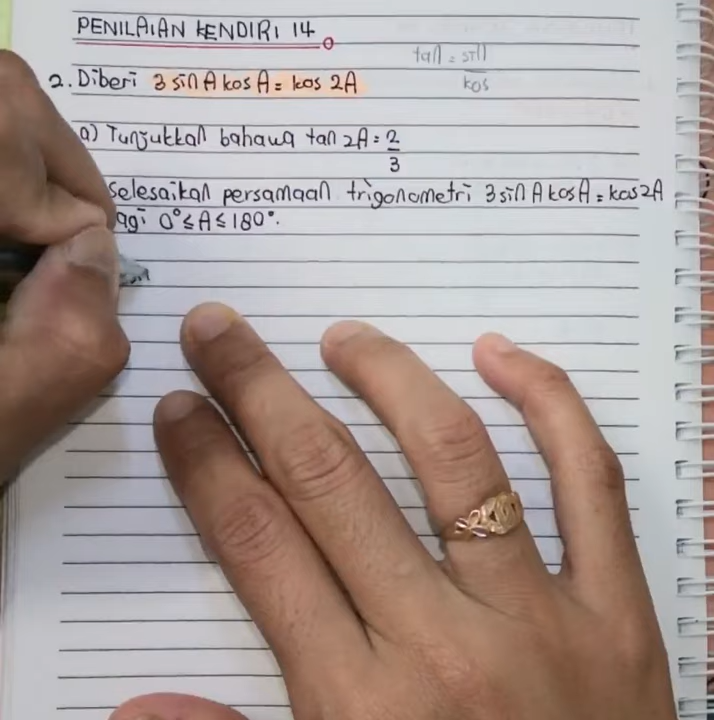 PENILAIAN KENDIRI 14
tan = sin
kos
2. Diberi 3 sin A kos A = kos 2A
a) Tunjukkan bahawa tan 2A = 2
3
selesaikan persamaan trigonometri 3 sin A kos A = kos 2A
agi 0° ≤ A ≤ 180°.